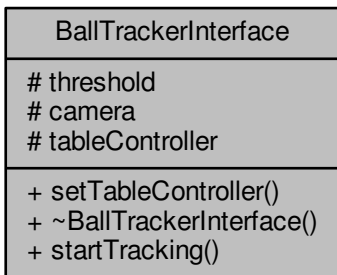 BallTrackerInterface
# threshold
# camera
# tableController
+ setTableController()
+ ~BallTrackerInterface()
+ startTracking()